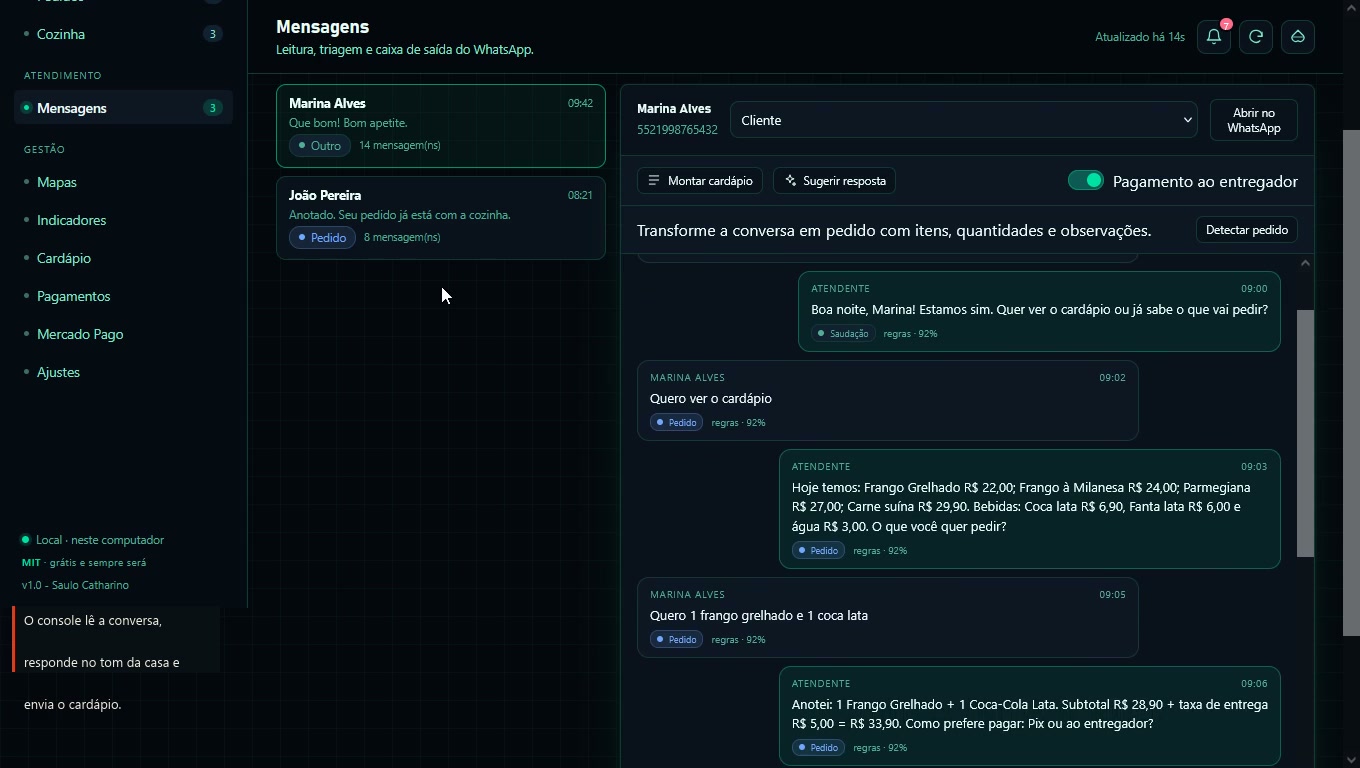 Cozinha
3
ATENDIMENTO
Mensagens
3
GESTÃO
Mapas
Indicadores
Cardápio
Pagamentos
Mercado Pago
Ajustes
Local · neste computador
MIT · grátis e sempre será
v1.0 - Saulo Catharino
O console lê a conversa,
responde no tom da casa e
envia o cardápio.
Mensagens
Leitura, triagem e caixa de saída do WhatsApp.
Atualizado há 14s
7
Marina Alves
09:42
Que bom! Bom apetite.
Outro
14 mensagem(ns)
João Pereira
08:21
Anotado. Seu pedido já está com a cozinha.
Pedido
8 mensagem(ns)
Marina Alves
5521998765432
Cliente
Abrir no
WhatsApp
Montar cardápio
Sugerir resposta
Pagamento ao entregador
Transforme a conversa em pedido com itens, quantidades e observações.
Detectar pedido
ATENDENTE
09:00
Boa noite, Marina! Estamos sim. Quer ver o cardápio ou já sabe o que vai pedir?
Saudação
regras · 92%
MARINA ALVES
09:02
Quero ver o cardápio
Pedido
regras · 92%
ATENDENTE
09:03
Hoje temos: Frango Grelhado R$ 22,00; Frango à Milanesa R$ 24,00; Parmegiana
R$ 27,00; Carne suína R$ 29,90. Bebidas: Coca lata R$ 6,90, Fanta lata R$ 6,00 e
água R$ 3,00. O que você quer pedir?
Pedido
regras · 92%
MARINA ALVES
09:05
Quero 1 frango grelhado e 1 coca lata
Pedido
regras · 92%
ATENDENTE
09:06
Anotei: 1 Frango Grelhado + 1 Coca-Cola Lata. Subtotal R$ 28,90 + taxa de entrega
R$ 5,00 = R$ 33,90. Como prefere pagar: Pix ou ao entregador?
Pedido
regras · 92%